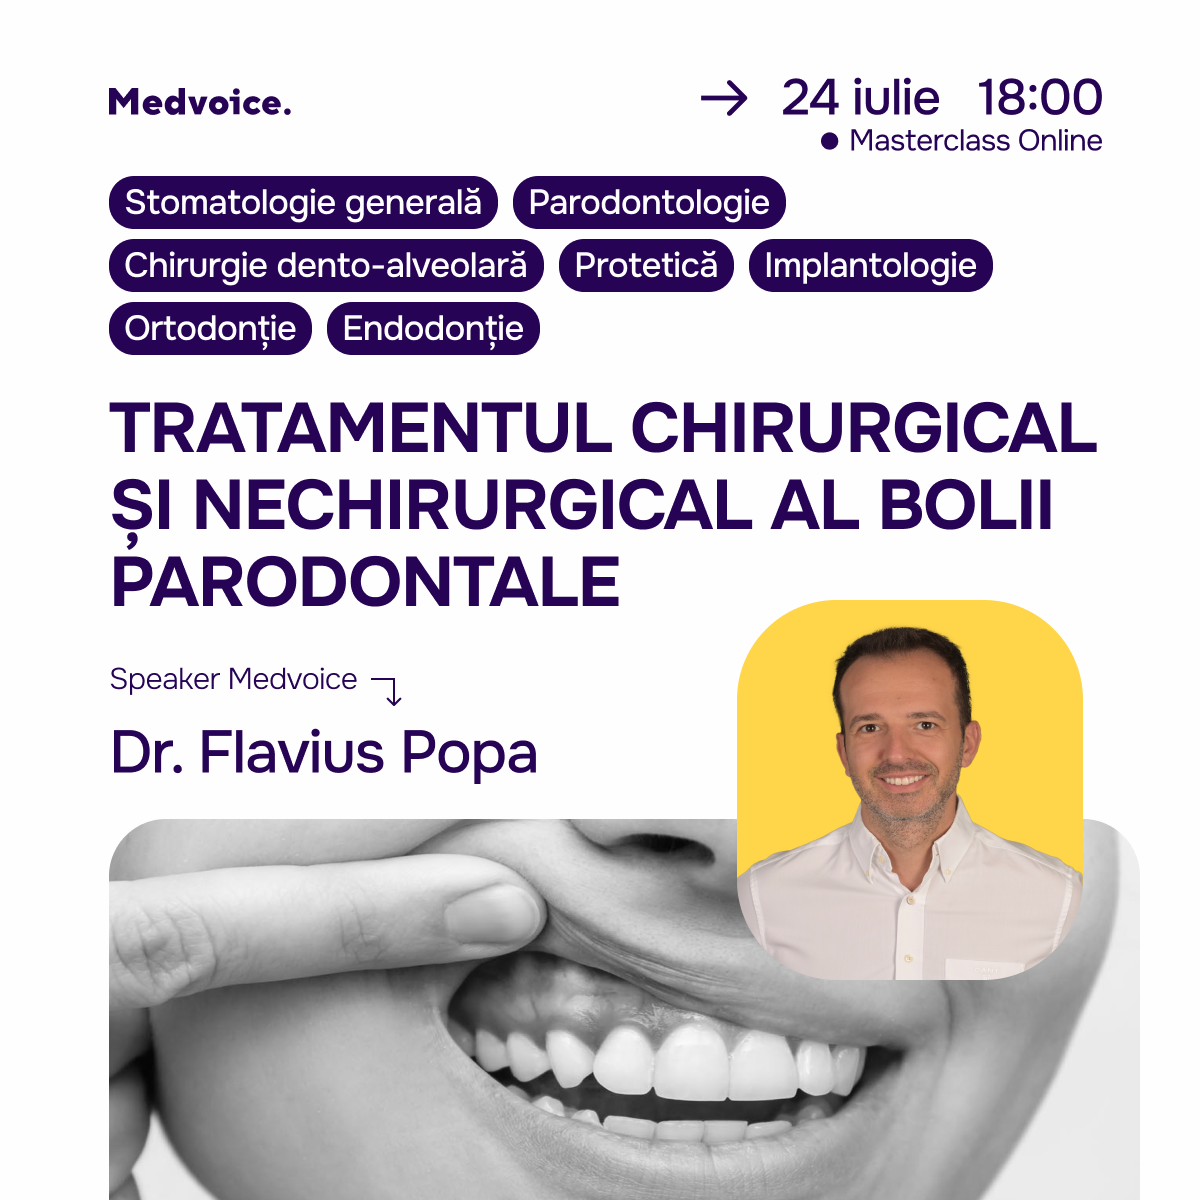 Medvoice.
→ 24 iulie 18:00
• Masterclass Online
Stomatologie generală Parodontologie
Chirurgie dento-alveolară Protetică Implantologie
Ortodonție Endodonție
TRATAMENTUL CHIRURGICAL
ȘI NECHIRURGICAL AL BOLII
PARODONTALE
Speaker Medvoice
Dr. Flavius Popa